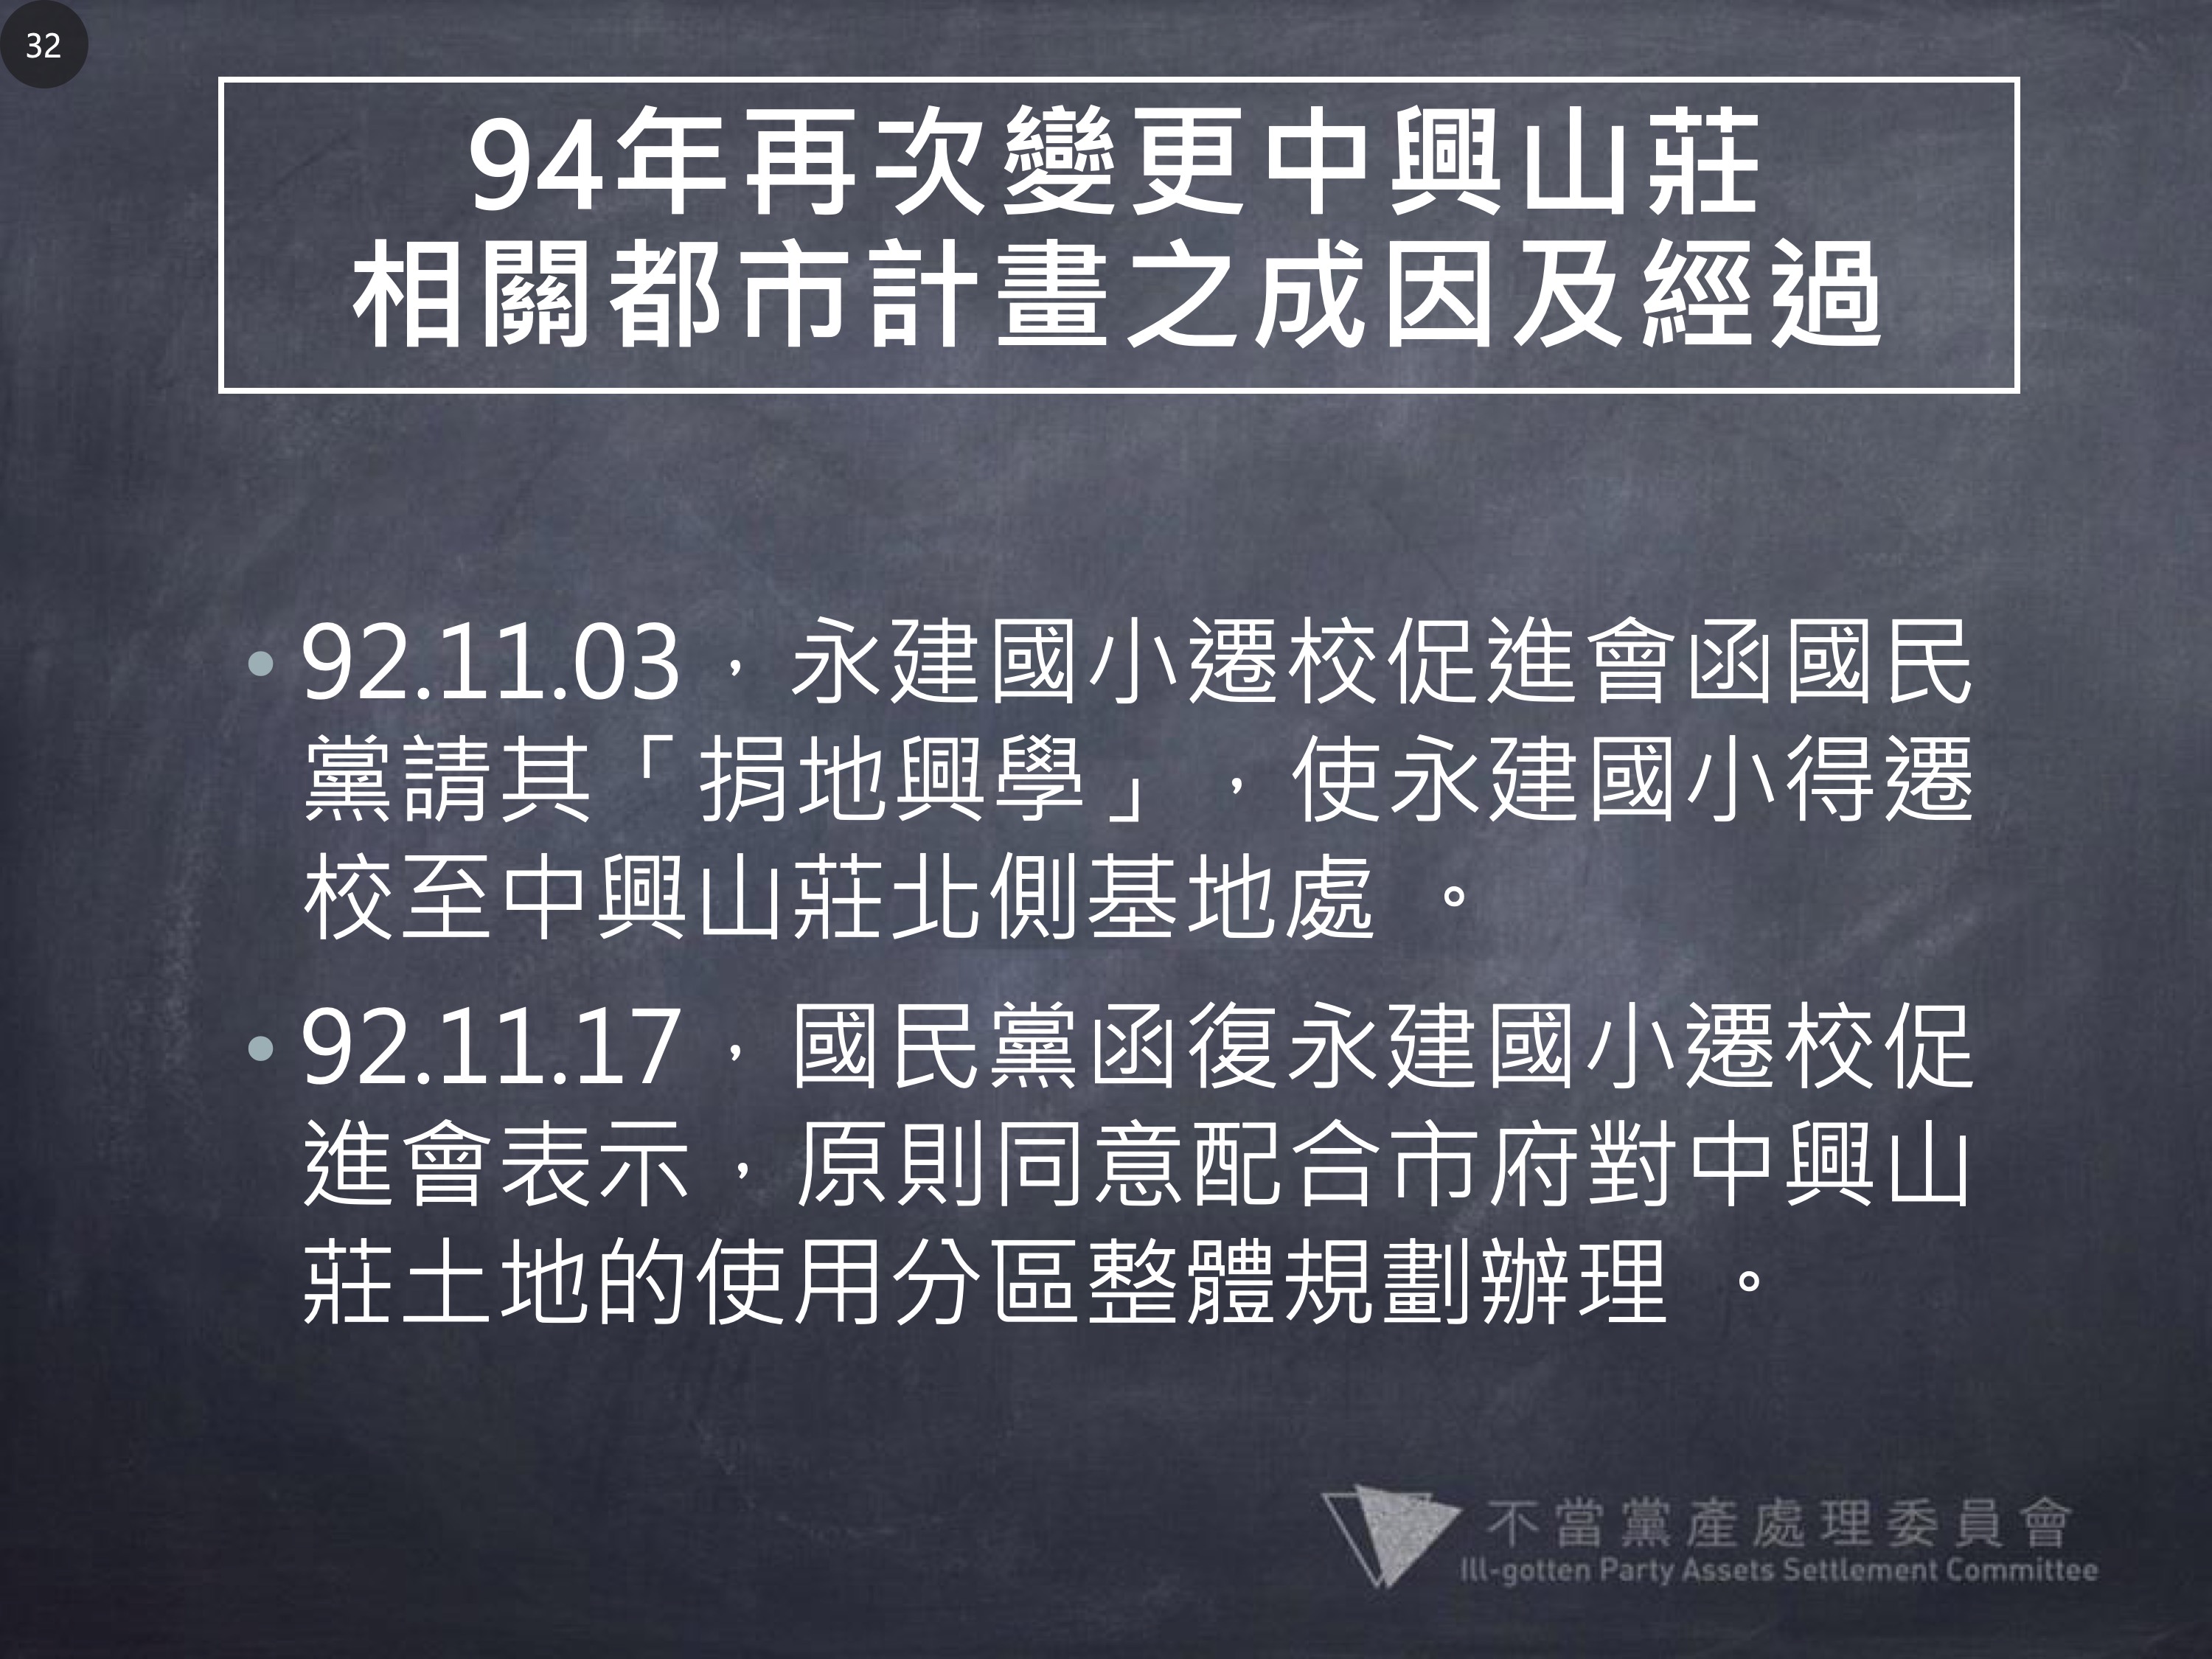 32
94年再次變更中興山莊
相關都市計畫之成因及經過
• 92.11.03，永建國小遷校促進會函國民
黨請其「捐地興學」，使永建國小得遷
校至中興山莊北側基地處。
• 92.11.17，國民黨函復永建國小遷校促
進會表示，原則同意配合市府對中興山
莊土地的使用分區整體規劃辦理。
不當黨產處理委員會
Ill-gotten Party Assets Settlement Committee